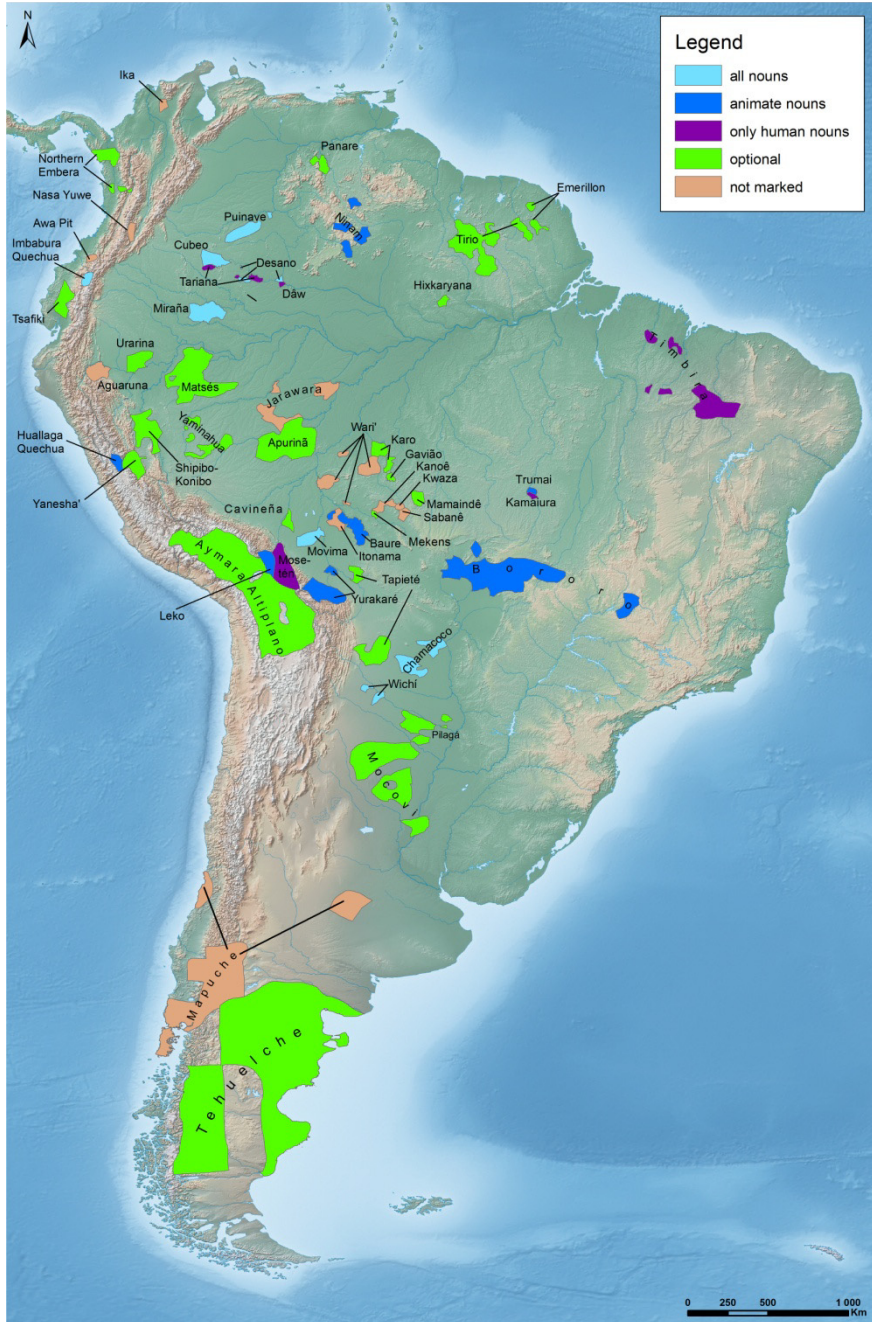 N
Legend
all nouns
animate nouns
only human nouns
optional
not marked
Ika
Northern
Embera
Nasa Yuwe
Awa Pit
Imbabura
Quechua
Tsafiki
Panare
Puinave
Ninam
Cubeo
Desano
Tariana
Dâw
Miraña
Emerillon
Tirio
Hixkaryana
Timbira
Urarina
Aguaruna
Matsés
Jarawara
Yaminahua
Apurinã
Huallaga
Quechua
Shipibo-
Konibo
Yanesha'
Wari'
Karo
Gavião
Kanoê
Kwaza
Mamaindê
Sabanê
Mekens
Trumai
Kamaiura
Cavineña
Movima
Baure
Itonama
Aymara Altiplano
Mose-
tén
Leko
Yurakaré
Tapieté
Bororo
Chamacoco
Wichí
Pilagá
Mocoví
Mapuche
Tehuelche
0 250 500 1 000
Km